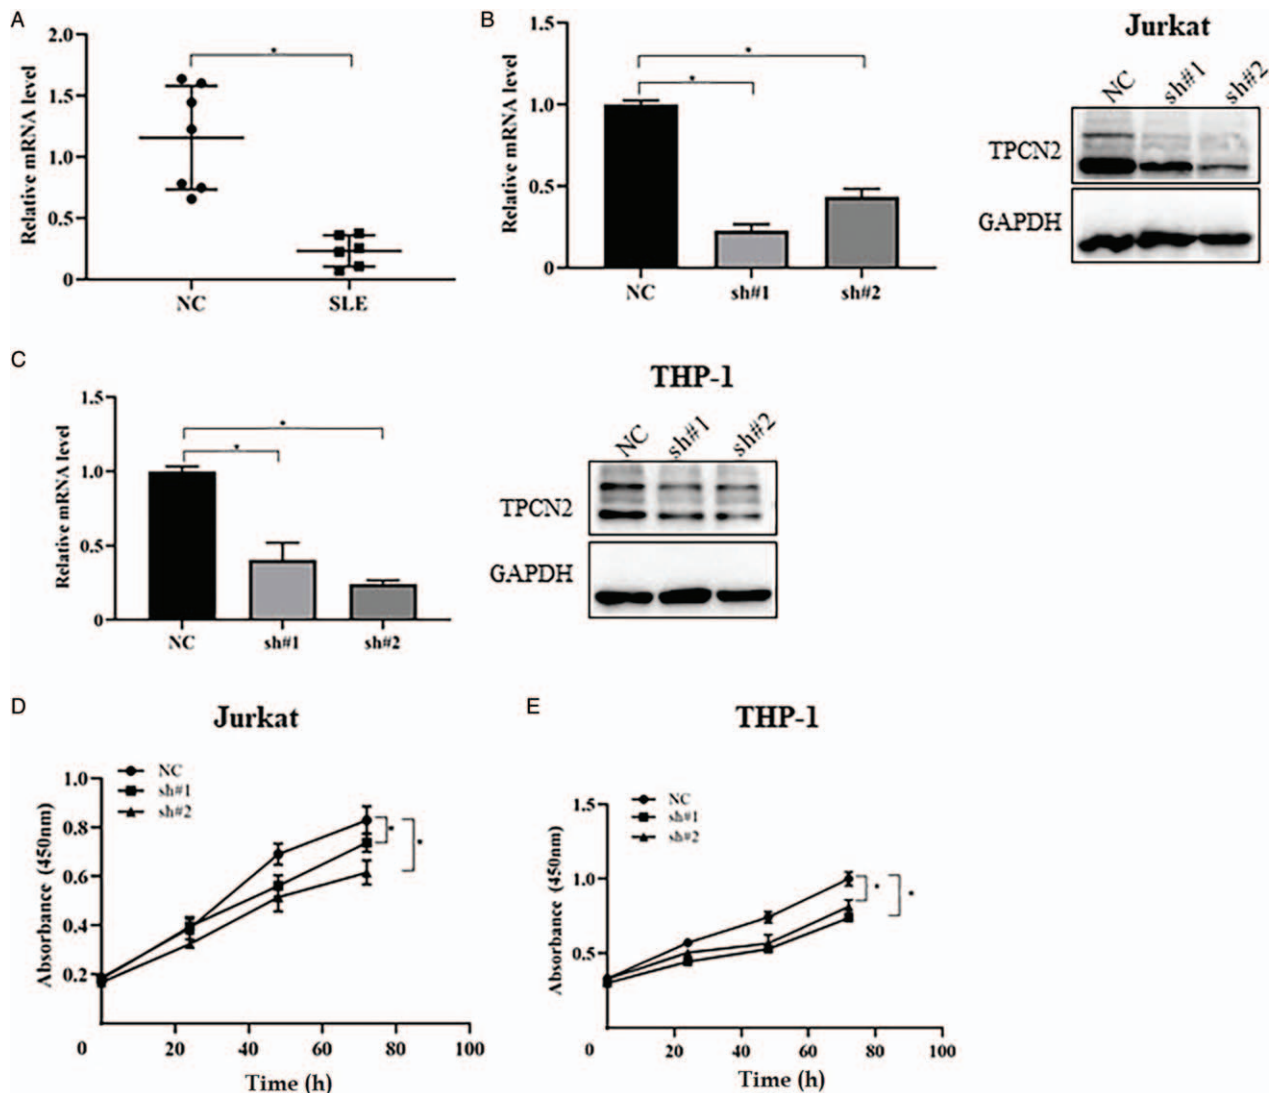 A
Relative mRNA level
2.0
1.5
1.0
0.5
0
*
NC SLE
B
Relative mRNA level
1.5
1.0
0.5
0
*
*
NC sh#1 sh#2
Jurkat
NC sh#1 sh#2
TPCN2
GAPDH
C
Relative mRNA level
1.5
1.0
0.5
0
*
*
NC sh#1 sh#2
THP-1
NC sh#1 sh#2
TPCN2
GAPDH
D
Jurkat
Absorbance (450nm)
1.0
0.8
0.6
0.4
0.2
NC
sh#1
sh#2
*
*
0 20 40 60 80 100
Time (h)
E
THP-1
Absorbance (450nm)
1.5
1.0
0.5
NC
sh#1
sh#2
*
*
0 20 40 60 80 100
Time (h)